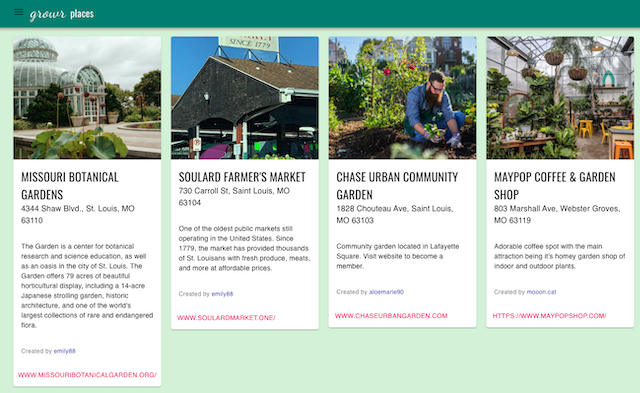 growr places
SINCE 1779
MISSOURI BOTANICAL
GARDENS
4344 Shaw Blvd., St. Louis, MO
63110
The Garden is a center for botanical
research and science education, as well
as an oasis in the city of St. Louis. The
Garden offers 79 acres of beautiful
horticultural display, including a 14-acre
Japanese strolling garden, historic
architecture, and one of the world's
largest collections of rare and endangered
flora.
Created by emily88
WWW.MISSOURIBOTANICALGARDEN.ORG/
SOULARD FARMER'S MARKET
730 Carroll St, Saint Louis, MO
63104
One of the oldest public markets still
operating in the United States. Since
1779, the market has provided thousands
of St. Louisans with fresh produce, meats,
and more at affordable prices.
Created by emily88
WWW.SOULARDMARKET.ONE/
CHASE URBAN COMMUNITY
GARDEN
1828 Chouteau Ave, Saint Louis,
MO 63103
Community garden located in Lafayette
Square. Visit website to become a
member.
Created by aloemarie90
WWW.CHASEURBANGARDEN.COM
MAYPOP COFFEE & GARDEN
SHOP
803 Marshall Ave, Webster Groves,
MO 63119
Adorable coffee spot with the main
attraction being it's homey garden shop of
indoor and outdoor plants.
Created by mooon.cat
HTTPS://WWW.MAYPOPSHOP.COM/